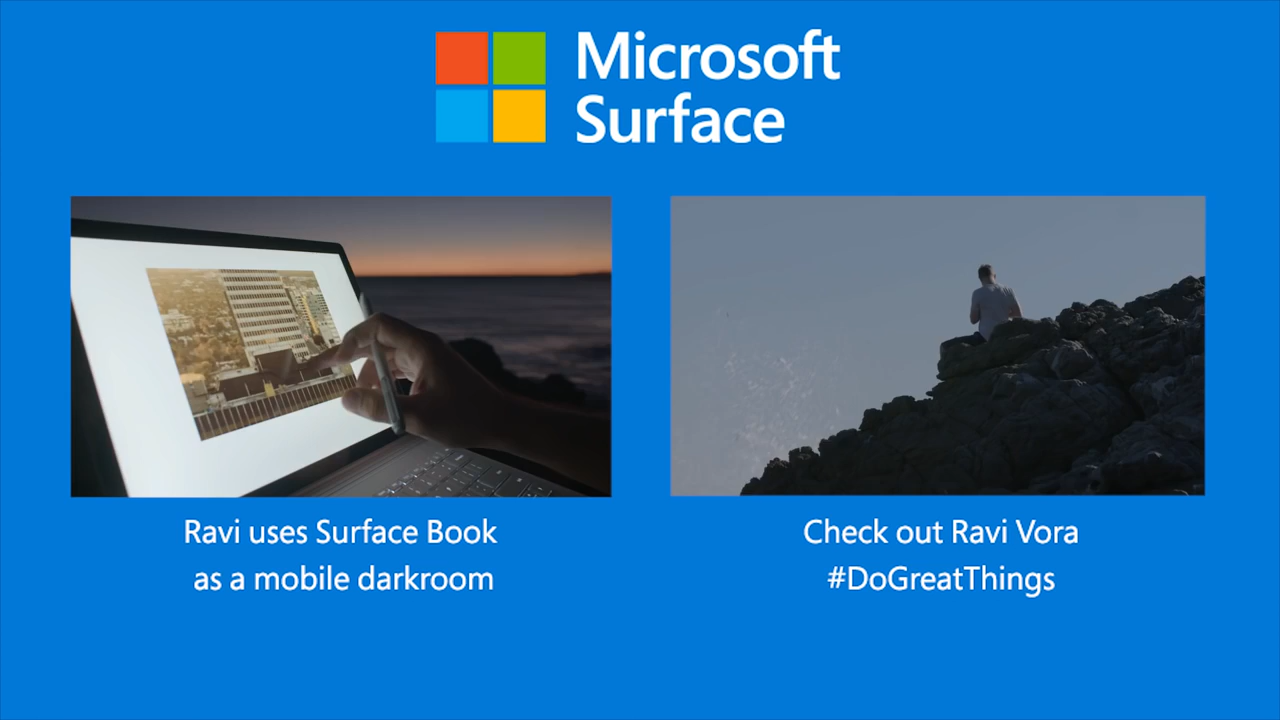 Microsoft
Surface
Ravi uses Surface Book
as a mobile darkroom
Check out Ravi Vora
#DoGreatThings